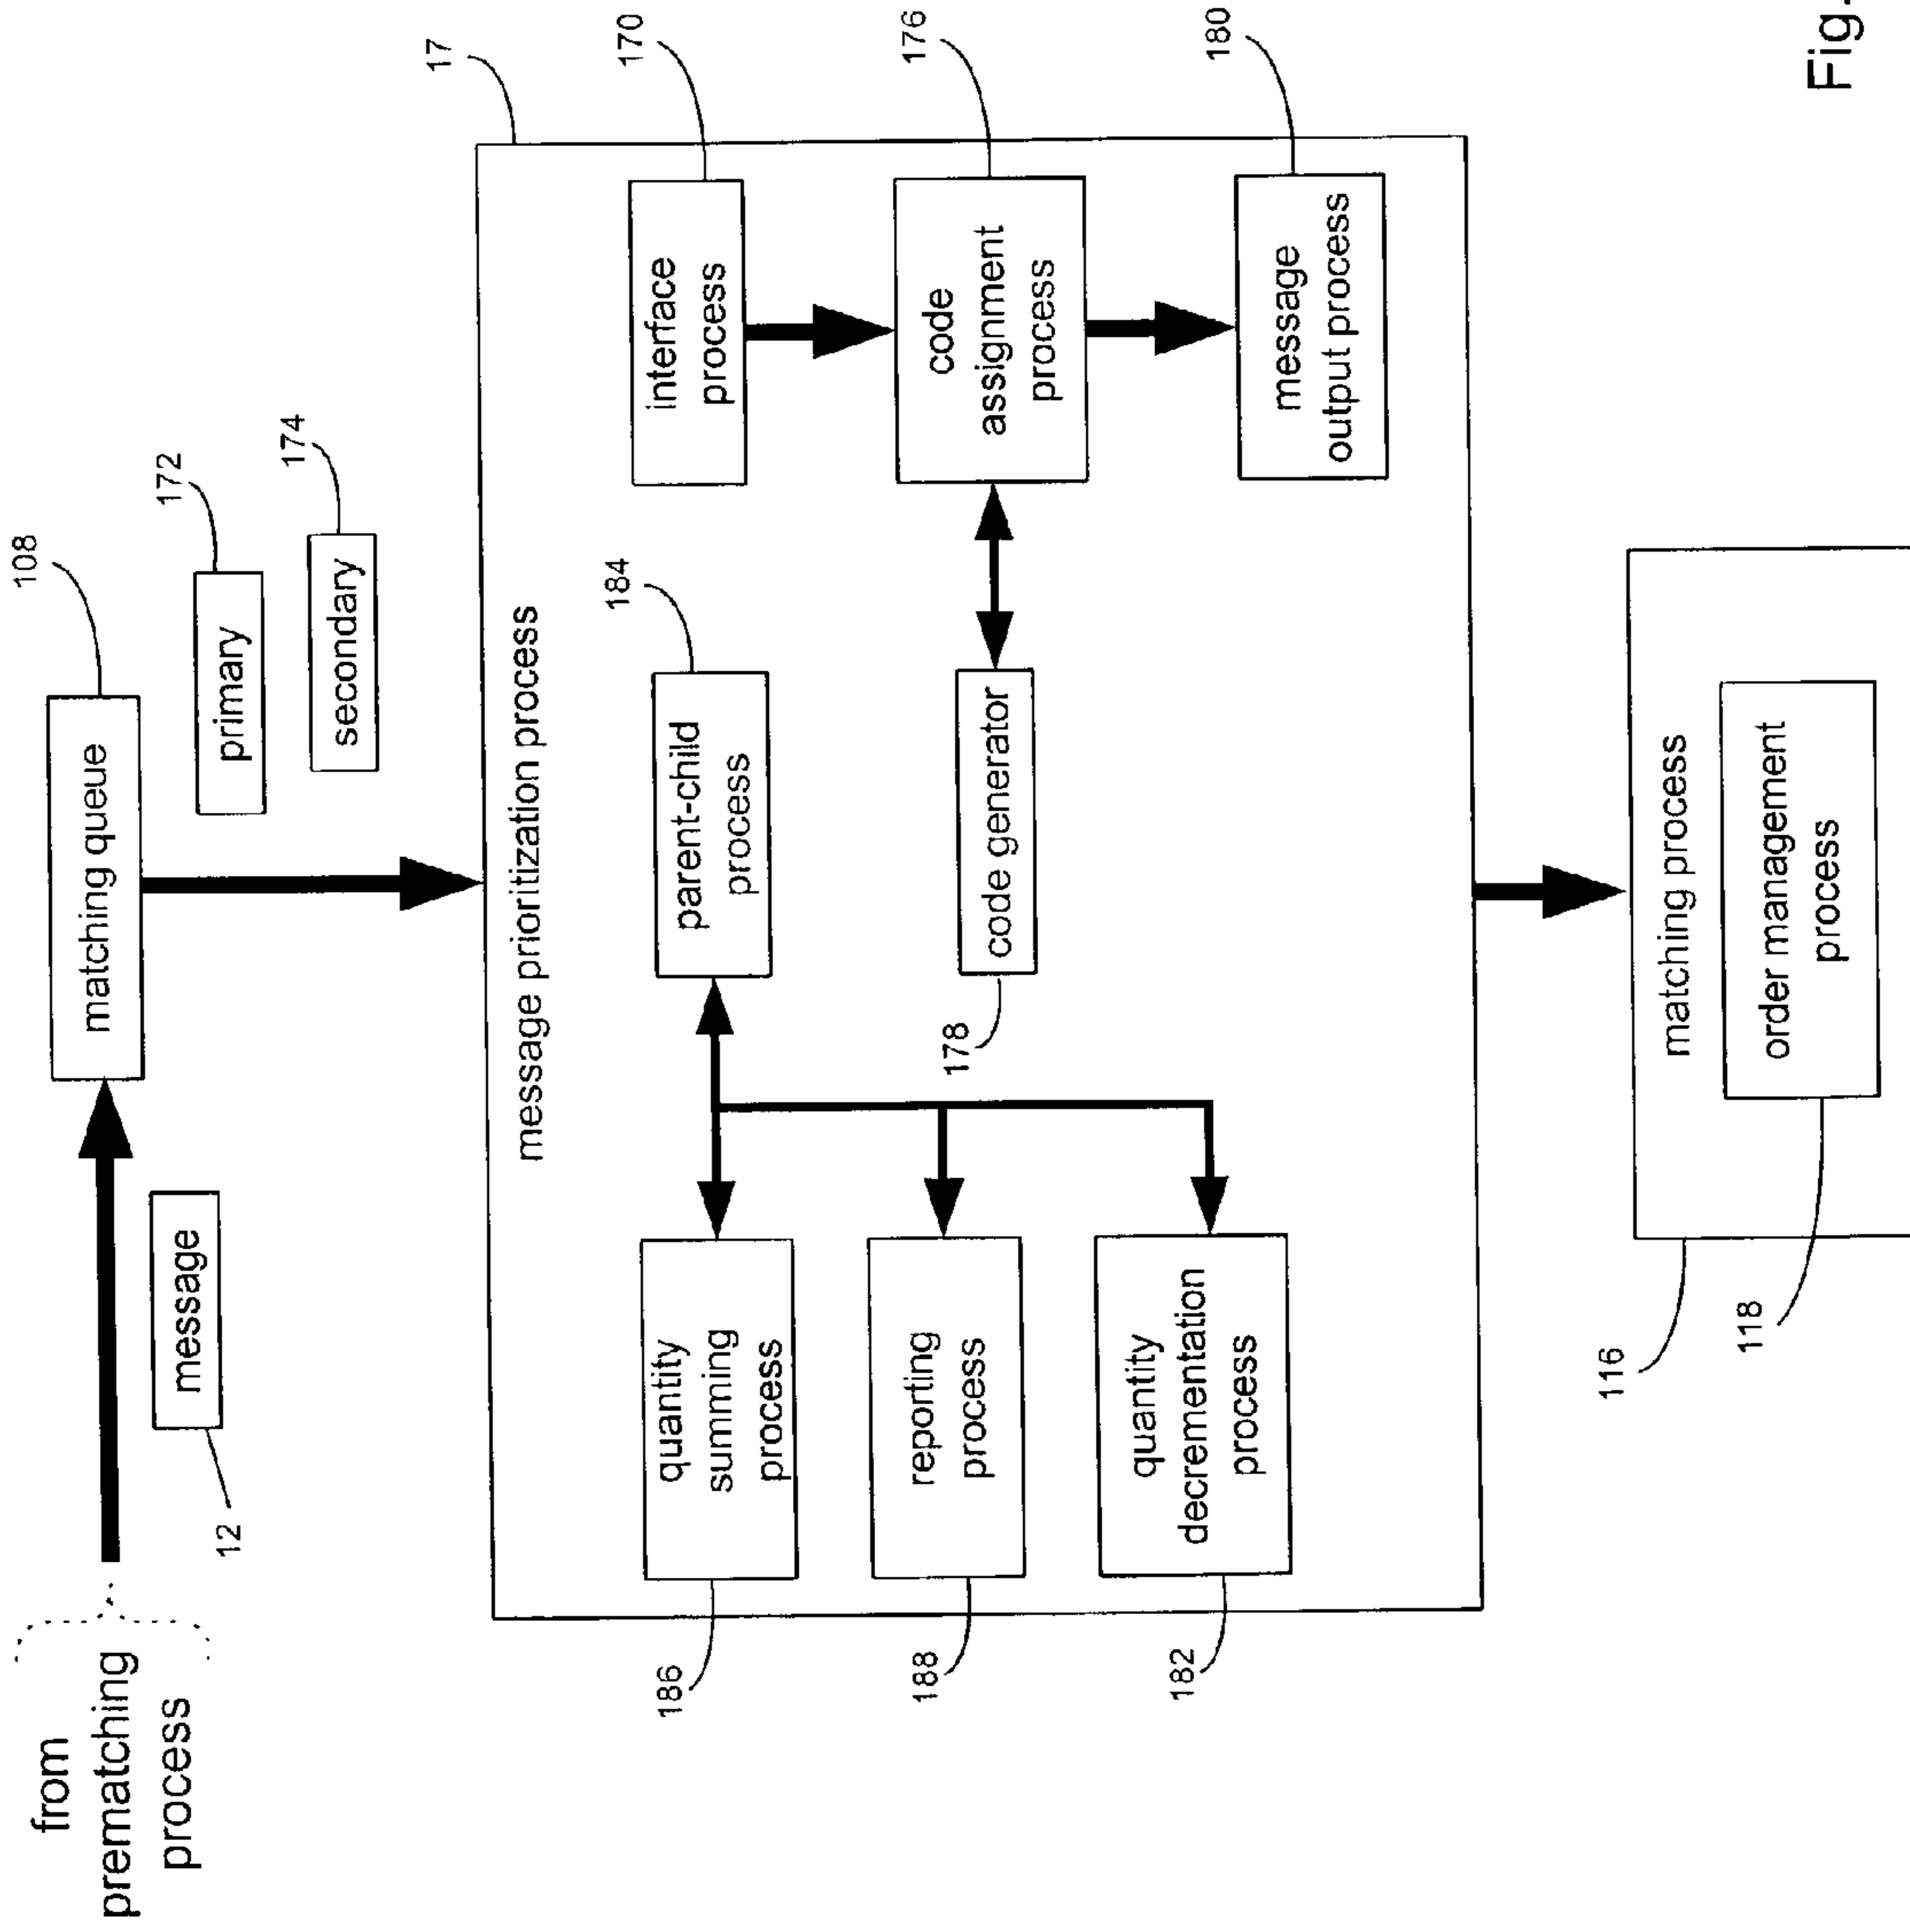 from
prematching
process
message
12
matching queue
108
primary
172
secondary
174
message prioritization process
17
quantity
summing
process
186
parent-child
process
184
interface
process
170
reporting
process
188
code generator
178
code
assignment
process
176
quantity
decrementation
process
182
message
output process
180
matching process
116
order management
process
118
Fig.